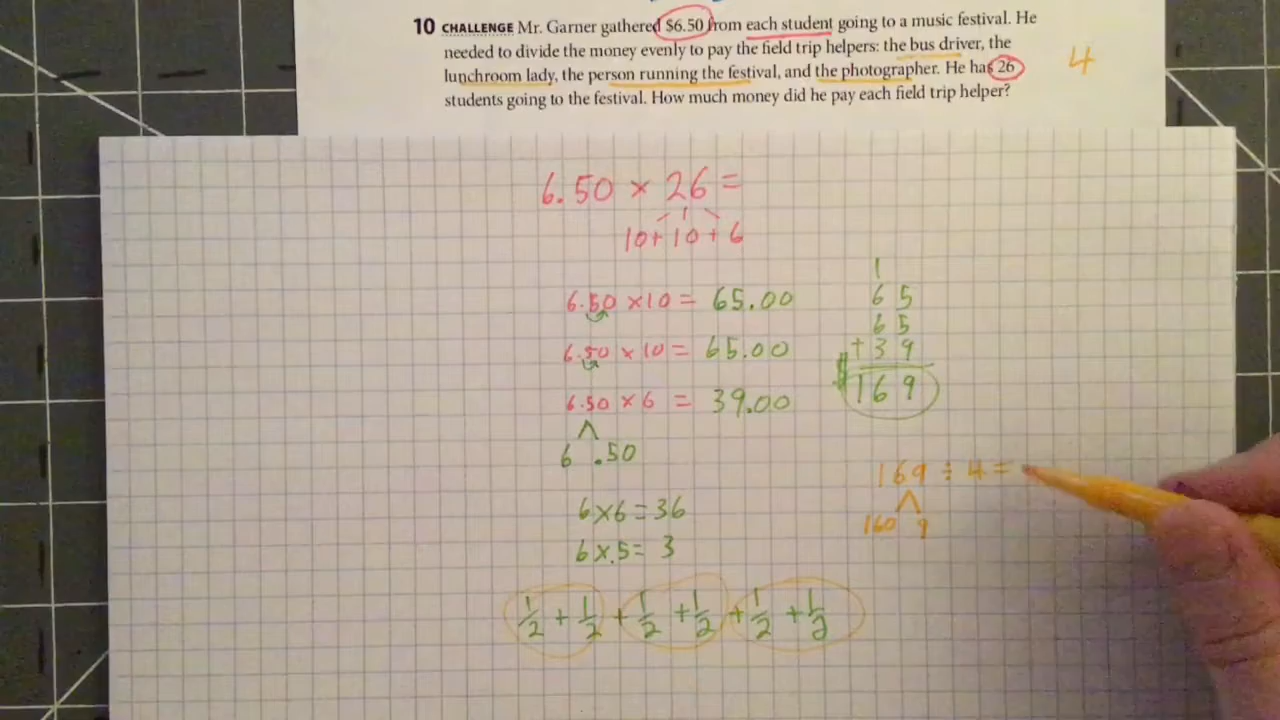 10 CHALLENGE Mr. Garner gathered $6.50 from each student going to a music festival. He
needed to divide the money evenly to pay the field trip helpers: the bus driver, the
lunchroom lady, the person running the festival, and the photographer. He has 26
students going to the festival. How much money did he pay each field trip helper?
4
6.50 × 26 =
10+10+6
6.50 ×10 = 65.00
6.50 × 10 = 65.00
6.50 × 6 = 39.00
6 .50
6×6=36
6×.5= 3
1/2 + 1/2 + 1/2 + 1/2 + 1/2 + 1/2
1
65
65
+39
$169
169 ÷ 4 =
160 9